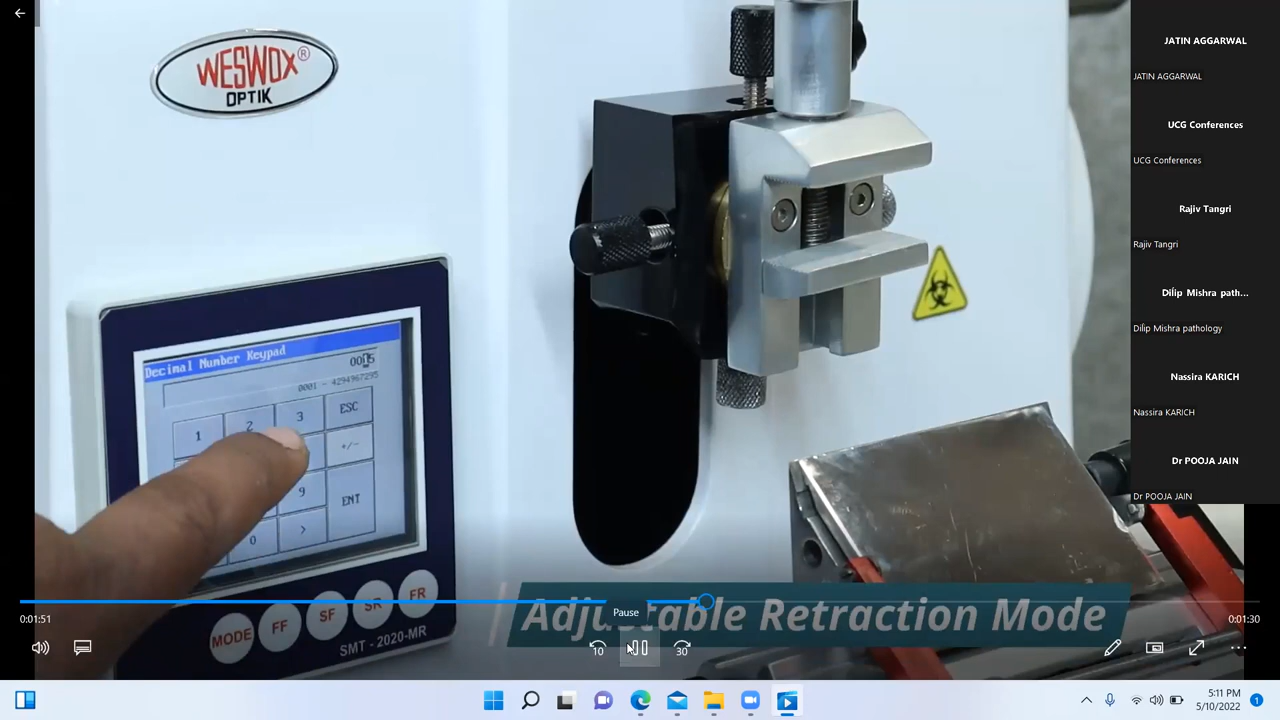 WESWOX®
OPTIK
Decimal Number Keypad
0015
0001 - 4294967295
1 2 3 ESC
+/-
9 ENT
0 >
MODE FF SF SR FR
SMT - 2020-MR
Adjustable Retraction Mode
Pause
0:01:51
0:01:30
10
30
JATIN AGGARWAL
JATIN AGGARWAL
UCG Conferences
UCG Conferences
Rajiv Tangri
Rajiv Tangri
Dilip Mishra path...
Dilip Mishra pathology
Nassira KARICH
Nassira KARICH
Dr POOJA JAIN
Dr POOJA JAIN
5:11 PM
5/10/2022
1